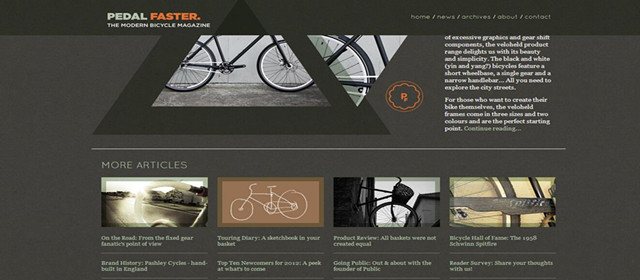 PEDAL FASTER.
THE MODERN BICYCLE MAGAZINE
home / news / archives / about / contact
of excessive graphics and gear shift
components, the veloheld product
range delights us with its beauty
and simplicity. The black and white
(yin and yang?) bicycles feature a
short wheelbase, a single gear and a
narrow handlebar... All you need to
explore the city streets.
For those who want to create their
bike themselves, the veloheld
frames come in three sizes and two
colours and are the perfect starting
point. Continue reading...
MORE ARTICLES
On the Road: From the fixed gear
fanatic's point of view
Touring Diary: A sketchbook in your
basket
Product Review: All baskets were not
created equal
Bicycle Hall of Fame: The 1958
Schwinn Spitfire
Brand History: Pashley Cycles - hand-
built in England
Top Ten Newcomers for 2012: A peek
at what's to come
Going Public: Out & about with the
founder of Public
Reader Survey: Share your thoughts
with us!